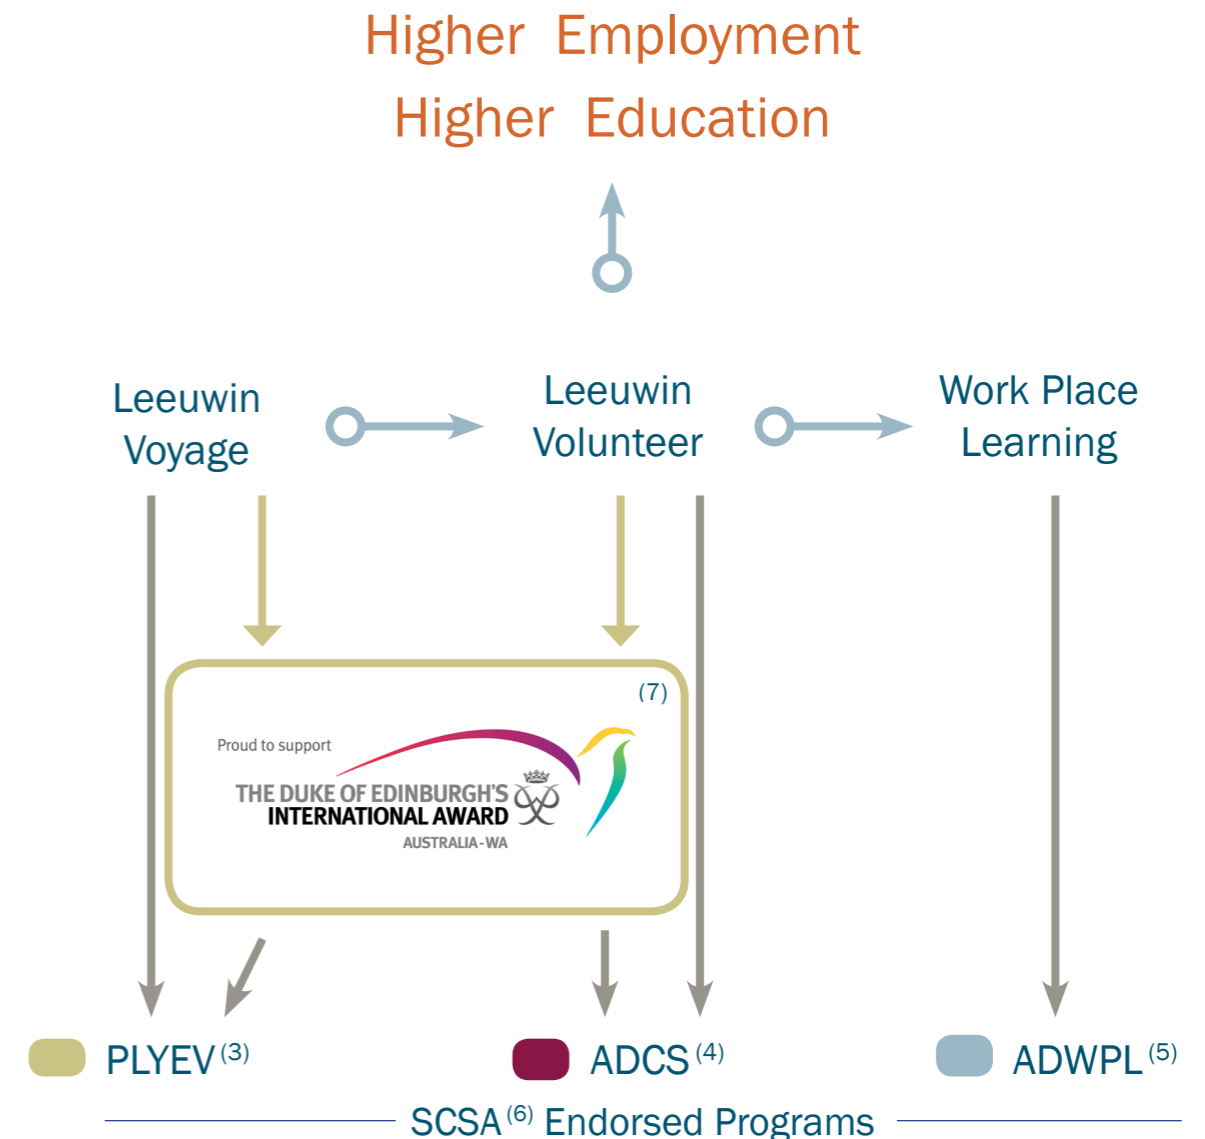 Higher Employment
Higher Education
Leeuwin
Voyage
Leeuwin
Volunteer
Work Place
Learning
(7)
Proud to support
THE DUKE OF EDINBURGH'S
INTERNATIONAL AWARD
AUSTRALIA-WA
PLYEV (3)
ADCS (4)
ADWPL (5)
SCSA (6) Endorsed Programs